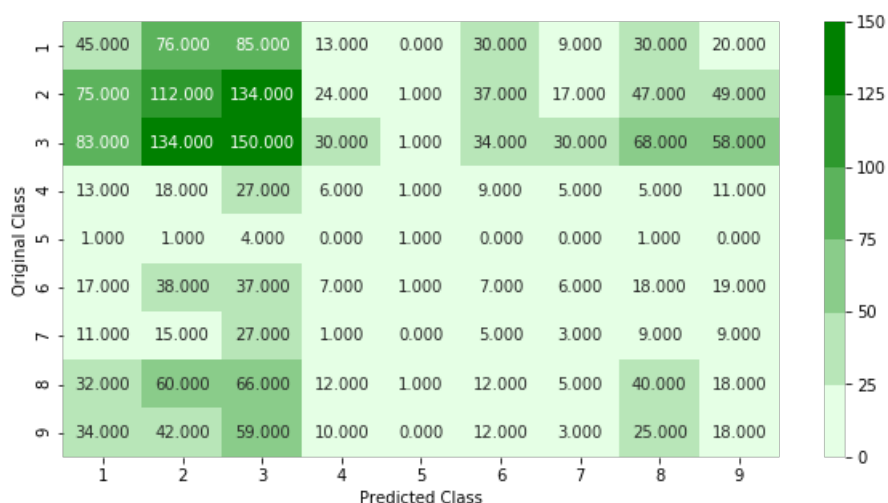 1 45.000 76.000 85.000 13.000 0.000 30.000 9.000 30.000 20.000
2 75.000 112.000 134.000 24.000 1.000 37.000 17.000 47.000 49.000
3 83.000 134.000 150.000 30.000 1.000 34.000 30.000 68.000 58.000
4 13.000 18.000 27.000 6.000 1.000 9.000 5.000 5.000 11.000
5 1.000 1.000 4.000 0.000 1.000 0.000 0.000 1.000 0.000
6 17.000 38.000 37.000 7.000 1.000 7.000 6.000 18.000 19.000
7 11.000 15.000 27.000 1.000 0.000 5.000 3.000 9.000 9.000
8 32.000 60.000 66.000 12.000 1.000 12.000 5.000 40.000 18.000
9 34.000 42.000 59.000 10.000 0.000 12.000 3.000 25.000 18.000
1 2 3 4 5 6 7 8 9
Predicted Class
Original Class
150
125
100
75
50
25
0